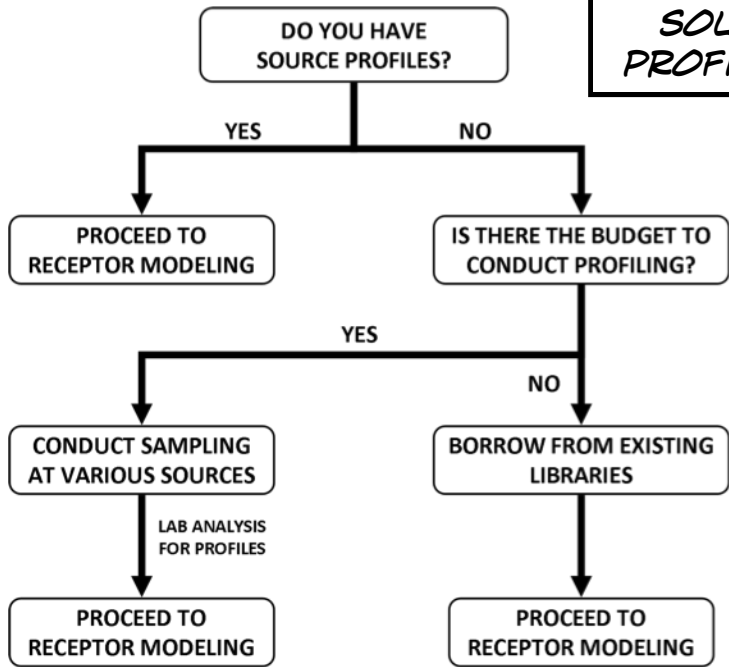 DO YOU HAVE
SOURCE PROFILES?
YES
NO
PROCEED TO
RECEPTOR MODELING
IS THERE THE BUDGET TO
CONDUCT PROFILING?
YES
NO
CONDUCT SAMPLING
AT VARIOUS SOURCES
BORROW FROM EXISTING
LIBRARIES
LAB ANALYSIS
FOR PROFILES
PROCEED TO
RECEPTOR MODELING
PROCEED TO
RECEPTOR MODELING